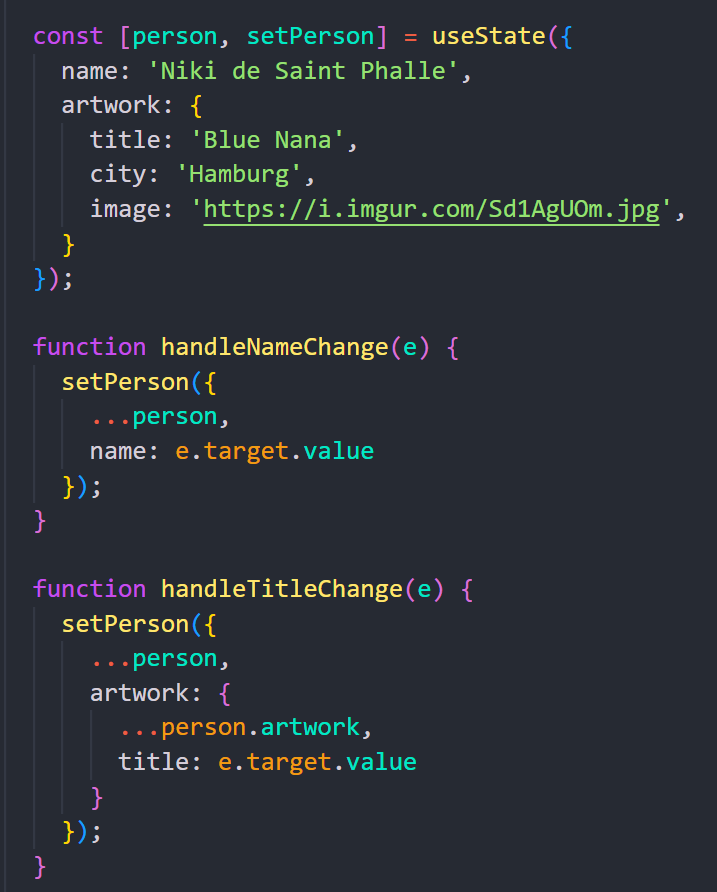 const [person, setPerson] = useState({
  name: 'Niki de Saint Phalle',
  artwork: {
    title: 'Blue Nana',
    city: 'Hamburg',
    image: 'https://i.imgur.com/Sd1AgUOm.jpg',
  }
});

function handleNameChange(e) {
  setPerson({
    ...person,
    name: e.target.value
  });
}

function handleTitleChange(e) {
  setPerson({
    ...person,
    artwork: {
      ...person.artwork,
      title: e.target.value
    }
  });
}